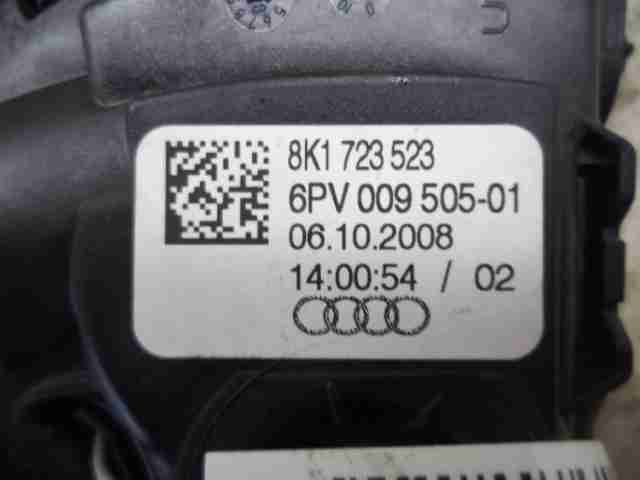 8K1 723 523
6PV 009 505-01
06.10.2008
14:00:54 / 02